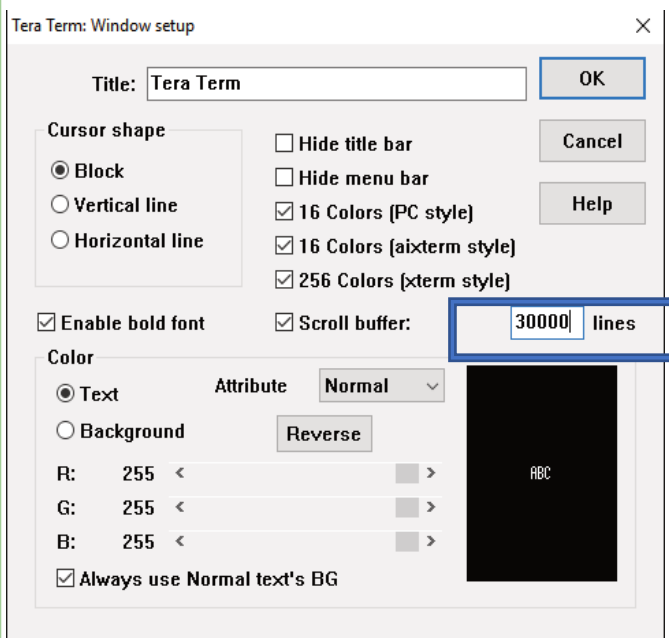 Tera Term: Window setup
Title: Tera Term
OK
Cursor shape
Block
Vertical line
Horizontal line
Hide title bar
Hide menu bar
16 Colors (PC style)
16 Colors (aixterm style)
256 Colors (xterm style)
Cancel
Help
Enable bold font
Scroll buffer: 30000 lines
Color
Text
Attribute Normal
Background
Reverse
R: 255
G: 255
B: 255
ABC
Always use Normal text's BG